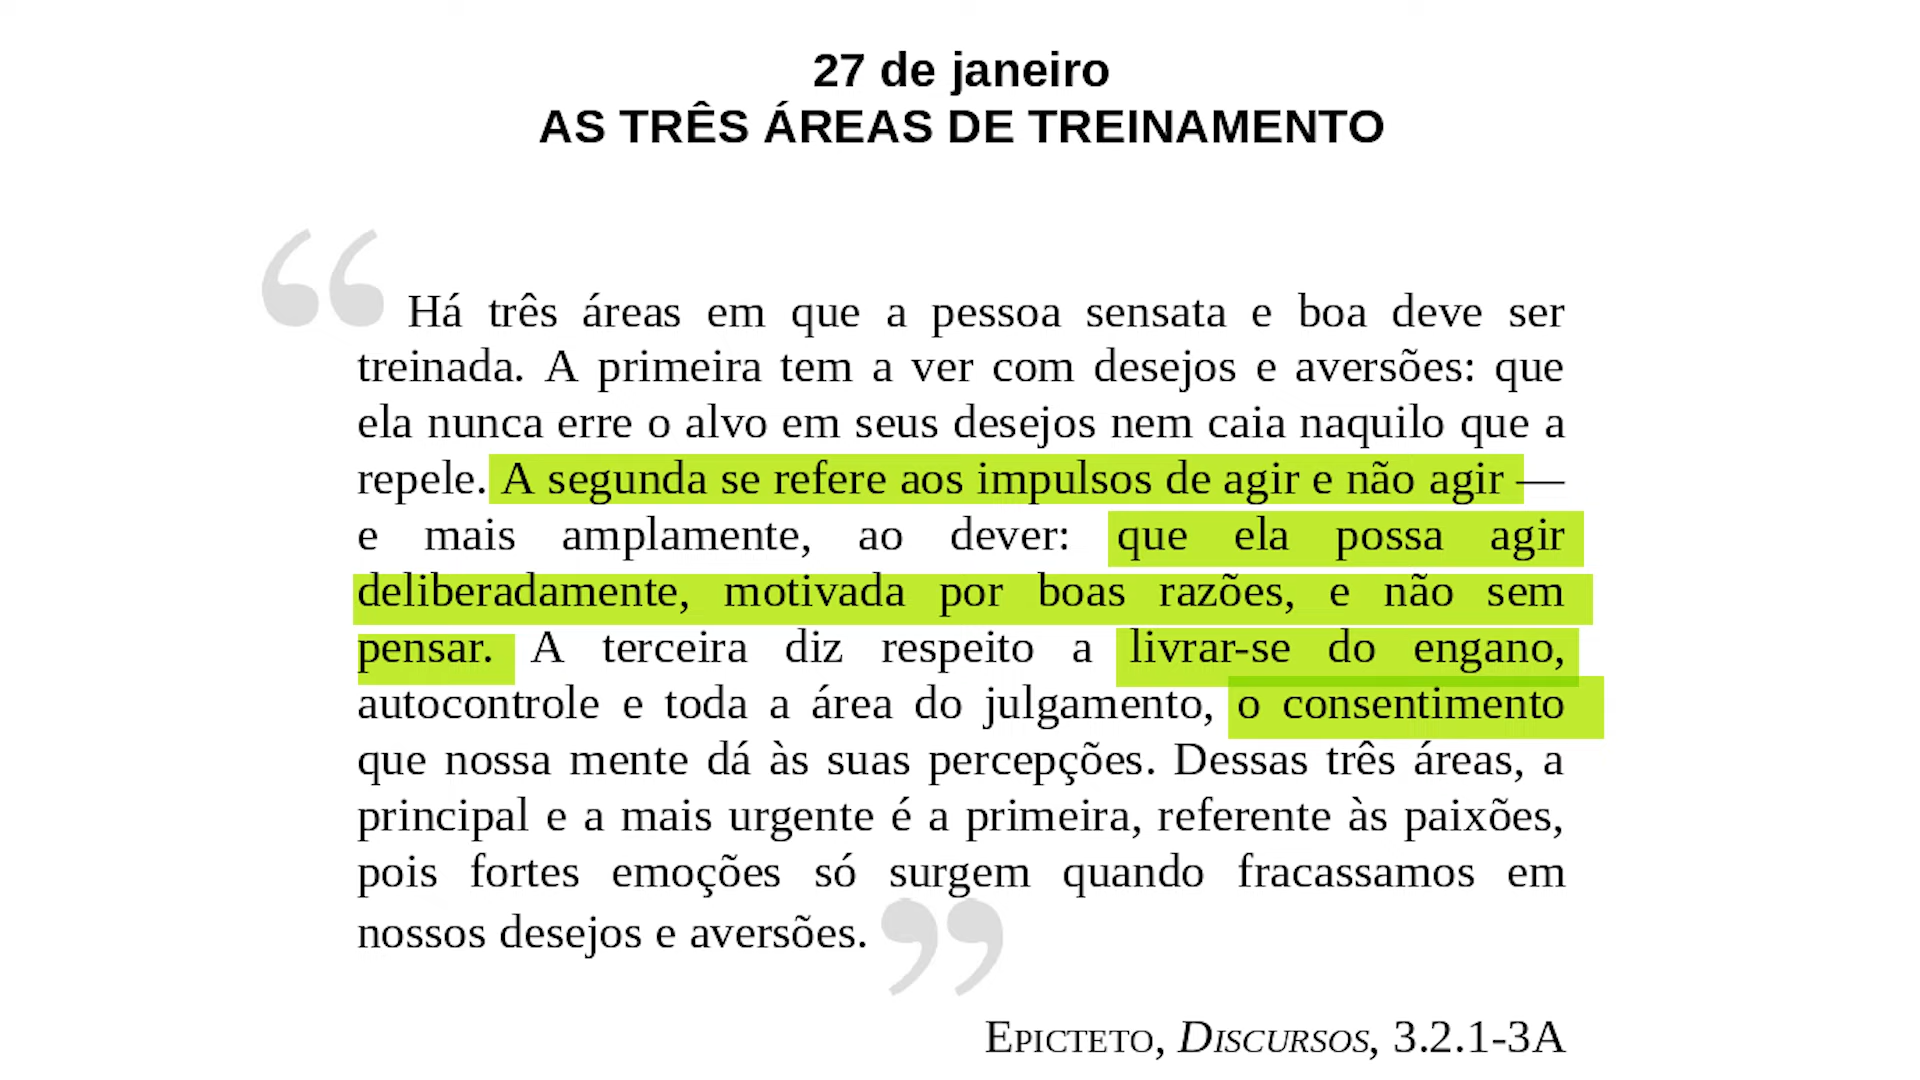 27 de janeiro
AS TRÊS ÁREAS DE TREINAMENTO
“ Há três áreas em que a pessoa sensata e boa deve ser
treinada. A primeira tem a ver com desejos e aversões: que
ela nunca erre o alvo em seus desejos nem caia naquilo que a
repele. A segunda se refere aos impulsos de agir e não agir —
e mais amplamente, ao dever: que ela possa agir
deliberadamente, motivada por boas razões, e não sem
pensar. A terceira diz respeito a livrar-se do engano,
autocontrole e toda a área do julgamento, o consentimento
que nossa mente dá às suas percepções. Dessas três áreas, a
principal e a mais urgente é a primeira, referente às paixões,
pois fortes emoções só surgem quando fracassamos em
nossos desejos e aversões. ”
EPICTETO, DISCURSOS, 3.2.1-3A